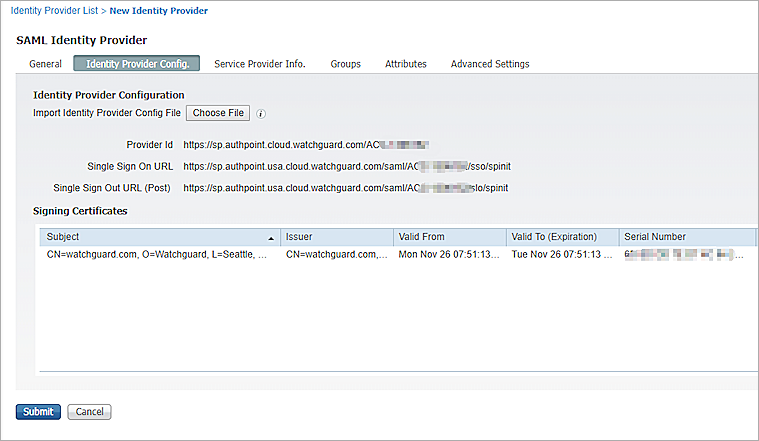 Identity Provider List > New Identity Provider
SAML Identity Provider
General Identity Provider Config. Service Provider Info. Groups Attributes Advanced Settings
Identity Provider Configuration
Import Identity Provider Config File Choose File i
Provider Id https://sp.authpoint.cloud.watchguard.com/AC
Single Sign On URL https://sp.authpoint.usa.cloud.watchguard.com/saml/AC /sso/spinit
Single Sign Out URL (Post) https://sp.authpoint.usa.cloud.watchguard.com/saml/AC slo/spinit
Signing Certificates
Subject Issuer Valid From Valid To (Expiration) Serial Number
CN=watchguard.com, O=Watchguard, L=Seattle, ... CN=watchguard.com,... Mon Nov 26 07:51:13... Tue Nov 26 07:51:13 ... ...
Submit Cancel